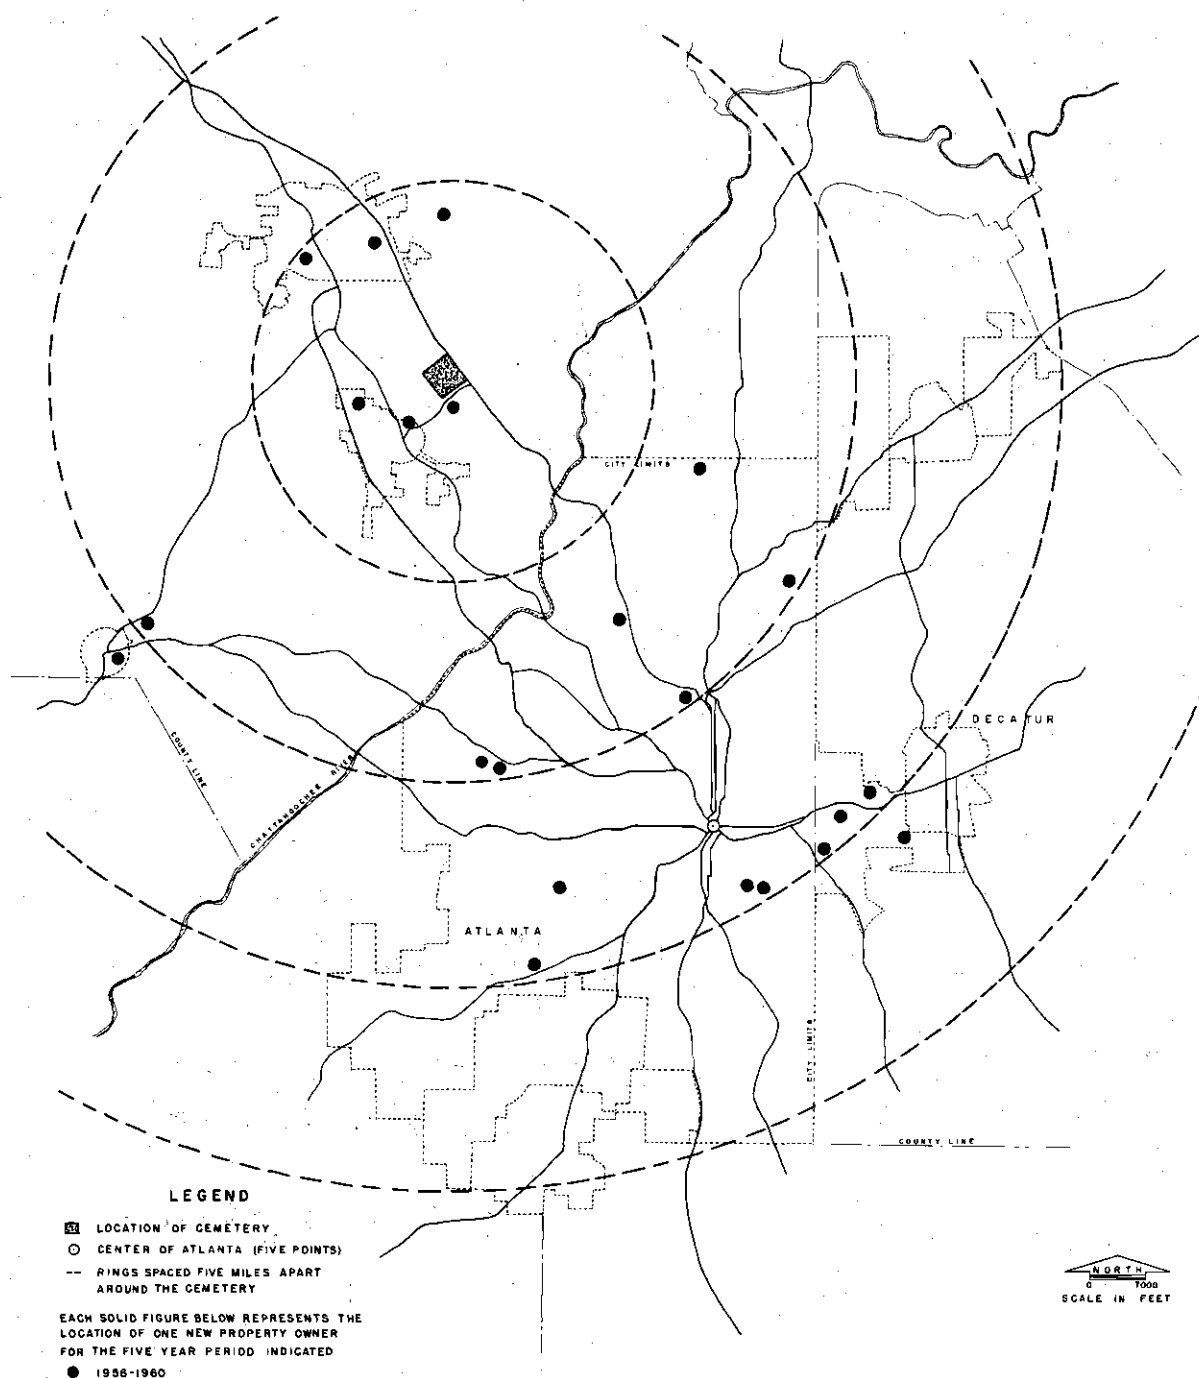 CITY LIMITS
DECATUR
COUNTY LINE
CHATTAHOOCHEE RIVER
ATLANTA
CITY LIMITS
COUNTY LINE
LEGEND
LOCATION OF CEMETERY
CENTER OF ATLANTA (FIVE POINTS)
RINGS SPACED FIVE MILES APART
AROUND THE CEMETERY
EACH SOLID FIGURE BELOW REPRESENTS THE
LOCATION OF ONE NEW PROPERTY OWNER
FOR THE FIVE YEAR PERIOD INDICATED
1956-1960
NORTH
0 7000
SCALE IN FEET